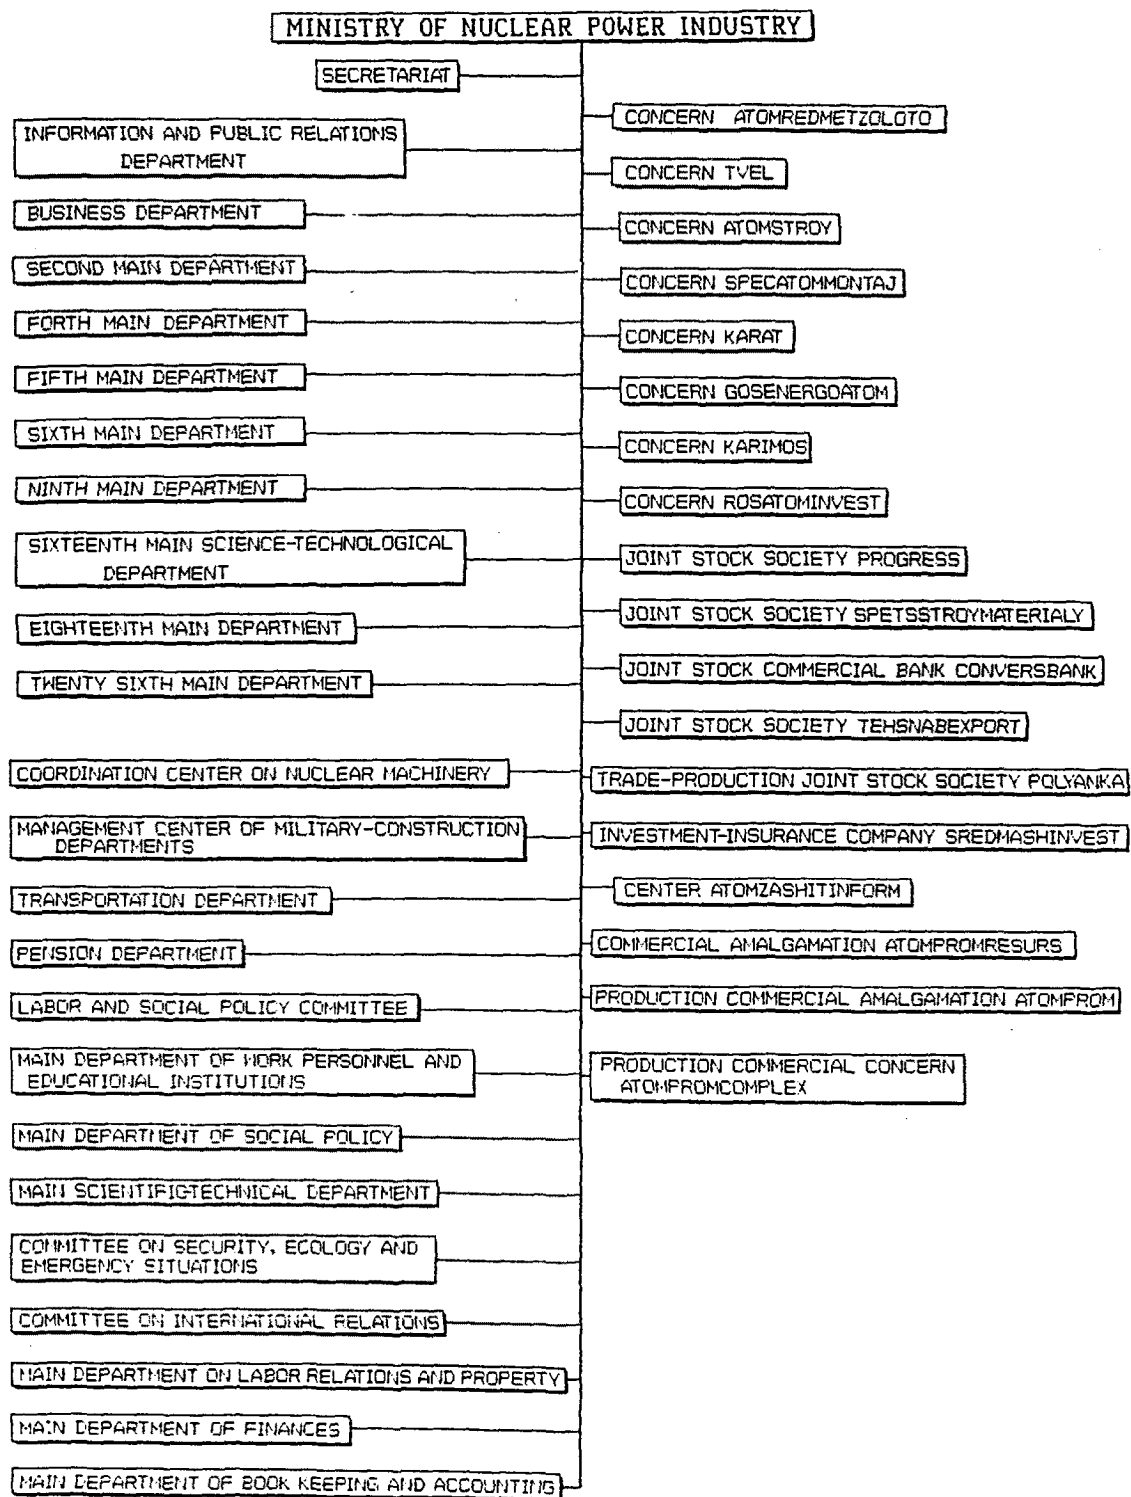 MINISTRY OF NUCLEAR POWER INDUSTRY
SECRETARIAT
INFORMATION AND PUBLIC RELATIONS
DEPARTMENT
BUSINESS DEPARTMENT
SECOND MAIN DEPARTMENT
FORTH MAIN DEPARTMENT
FIFTH MAIN DEPARTMENT
SIXTH MAIN DEPARTMENT
NINTH MAIN DEPARTMENT
SIXTEENTH MAIN SCIENCE-TECHNOLOGICAL
DEPARTMENT
EIGHTEENTH MAIN DEPARTMENT
TWENTY SIXTH MAIN DEPARTMENT
COORDINATION CENTER ON NUCLEAR MACHINERY
MANAGEMENT CENTER OF MILITARY-CONSTRUCTION
DEPARTMENTS
TRANSPORTATION DEPARTMENT
PENSION DEPARTMENT
LABOR AND SOCIAL POLICY COMMITTEE
MAIN DEPARTMENT OF WORK PERSONNEL AND
EDUCATIONAL INSTITUTIONS
MAIN DEPARTMENT OF SOCIAL POLICY
MAIN SCIENTIFIC-TECHNICAL DEPARTMENT
COMMITTEE ON SECURITY, ECOLOGY AND
EMERGENCY SITUATIONS
COMMITTEE ON INTERNATIONAL RELATIONS
MAIN DEPARTMENT ON LABOR RELATIONS AND PROPERTY
MAIN DEPARTMENT OF FINANCES
MAIN DEPARTMENT OF BOOK KEEPING AND ACCOUNTING
CONCERN ATOMREDMETZOLOTO
CONCERN TVEL
CONCERN ATOMSTROY
CONCERN SPECATOMMONTAJ
CONCERN KARAT
CONCERN GOSENERGOATOM
CONCERN KARIMOS
CONCERN ROSATOMINVEST
JOINT STOCK SOCIETY PROGRESS
JOINT STOCK SOCIETY SPETSSTROYMATERIALY
JOINT STOCK COMMERCIAL BANK CONVERSBANK
JOINT STOCK SOCIETY TEHSNABEXPORT
TRADE-PRODUCTION JOINT STOCK SOCIETY POLYANKA
INVESTMENT-INSURANCE COMPANY SREDMASHINVEST
CENTER ATOMZASHITINFORM
COMMERCIAL AMALGAMATION ATOMPROMRESURS
PRODUCTION COMMERCIAL AMALGAMATION ATOMPROM
PRODUCTION COMMERCIAL CONCERN
ATOMPROMCOMPLEX